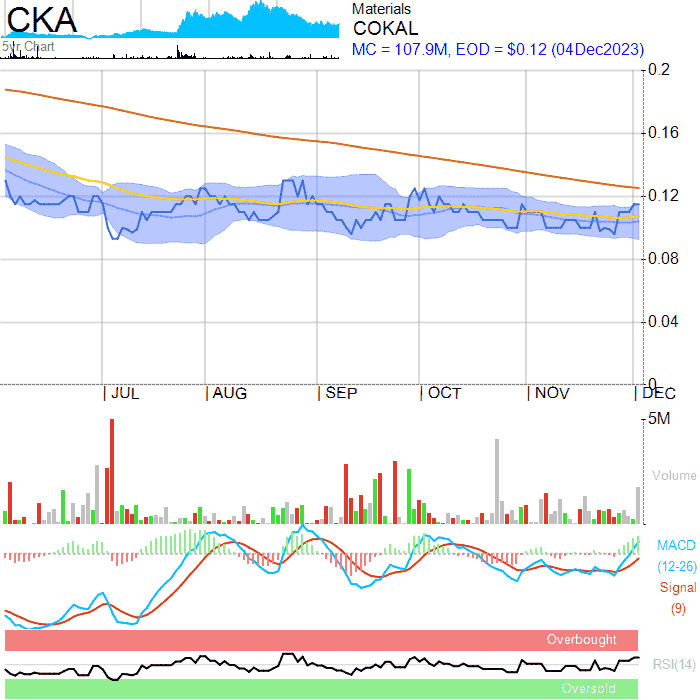 CKA
5yr Chart
Materials
COKAL
MC = 107.9M, EOD = $0.12 (04Dec2023)
0.2
0.16
0.12
0.08
0.04
0
JUL
AUG
SEP
OCT
NOV
DEC
5M
Volume
MACD
(12-26)
Signal
(9)
Overbought
RSI(14)
Oversold